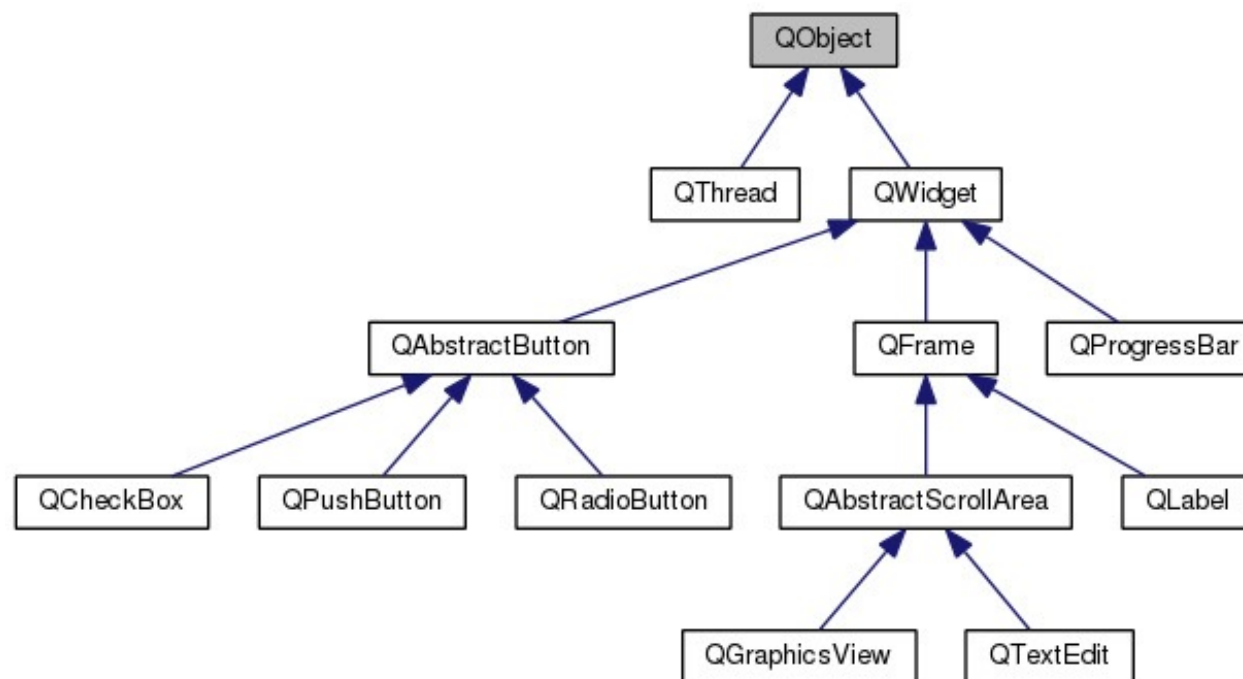 QObject
QThread
QWidget
QAbstractButton
QFrame
QProgressBar
QCheckBox
QPushButton
QRadioButton
QAbstractScrollArea
QLabel
QGraphicsView
QTextEdit